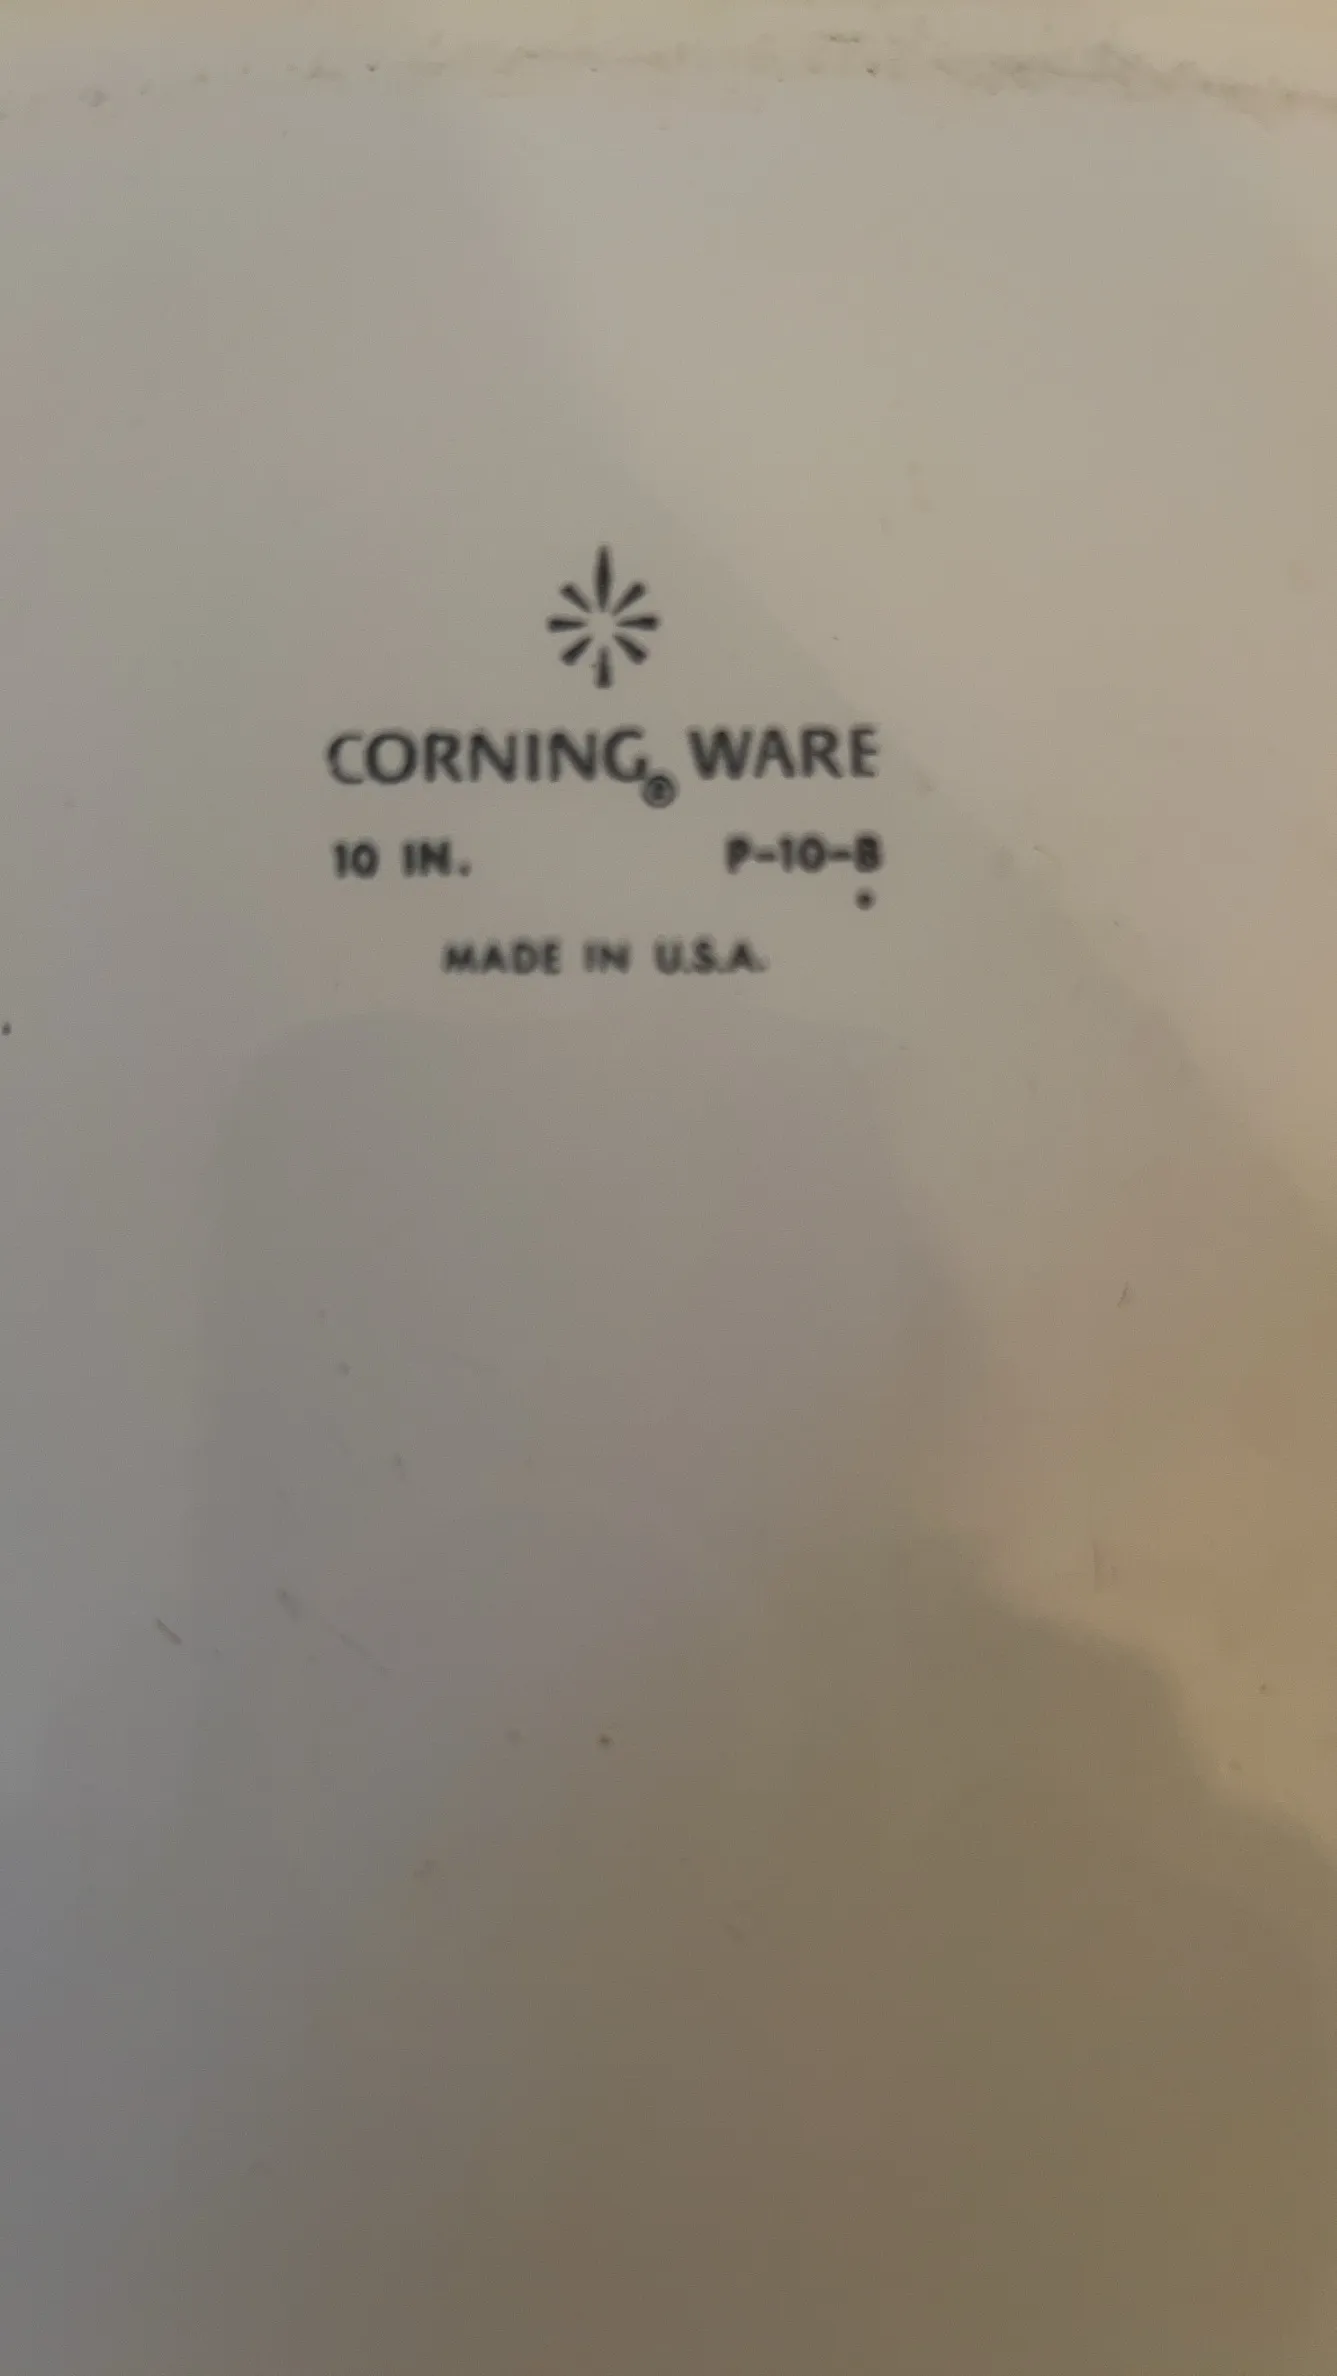 CORNING® WARE
10 IN. P-10-B
MADE IN U.S.A.